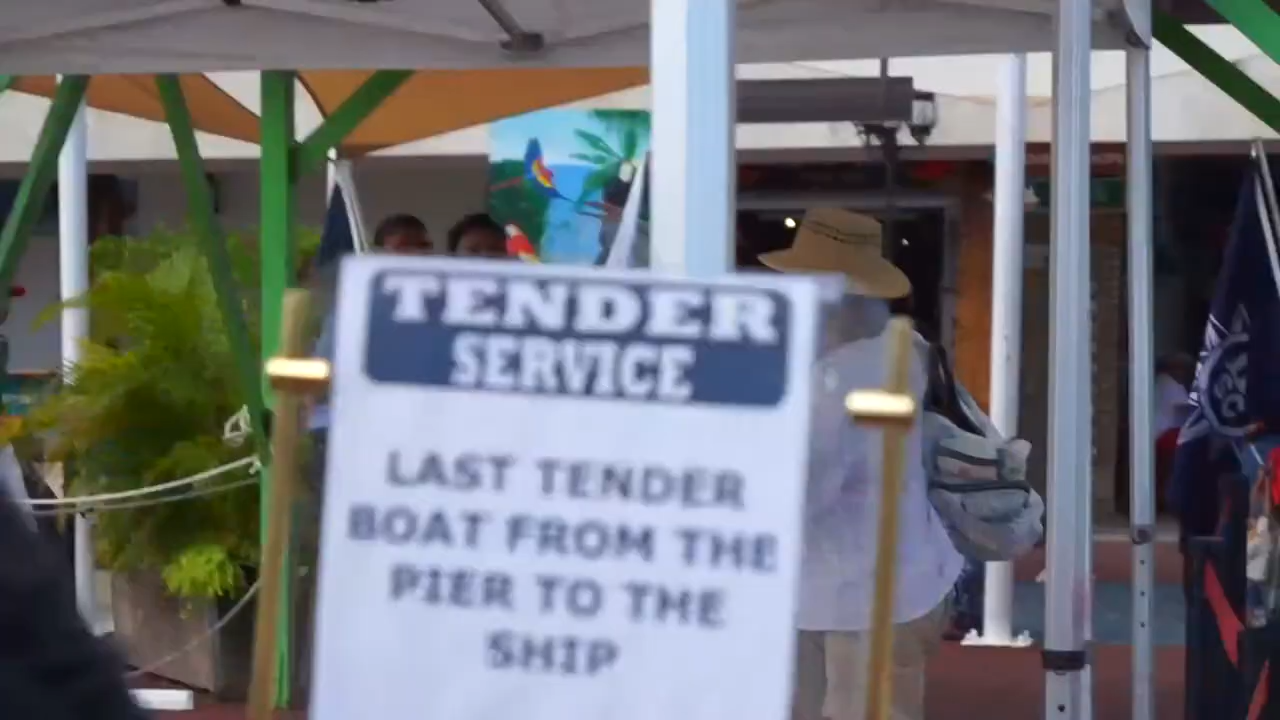 TENDER
SERVICE
LAST TENDER
BOAT FROM THE
PIER TO THE
SHIP